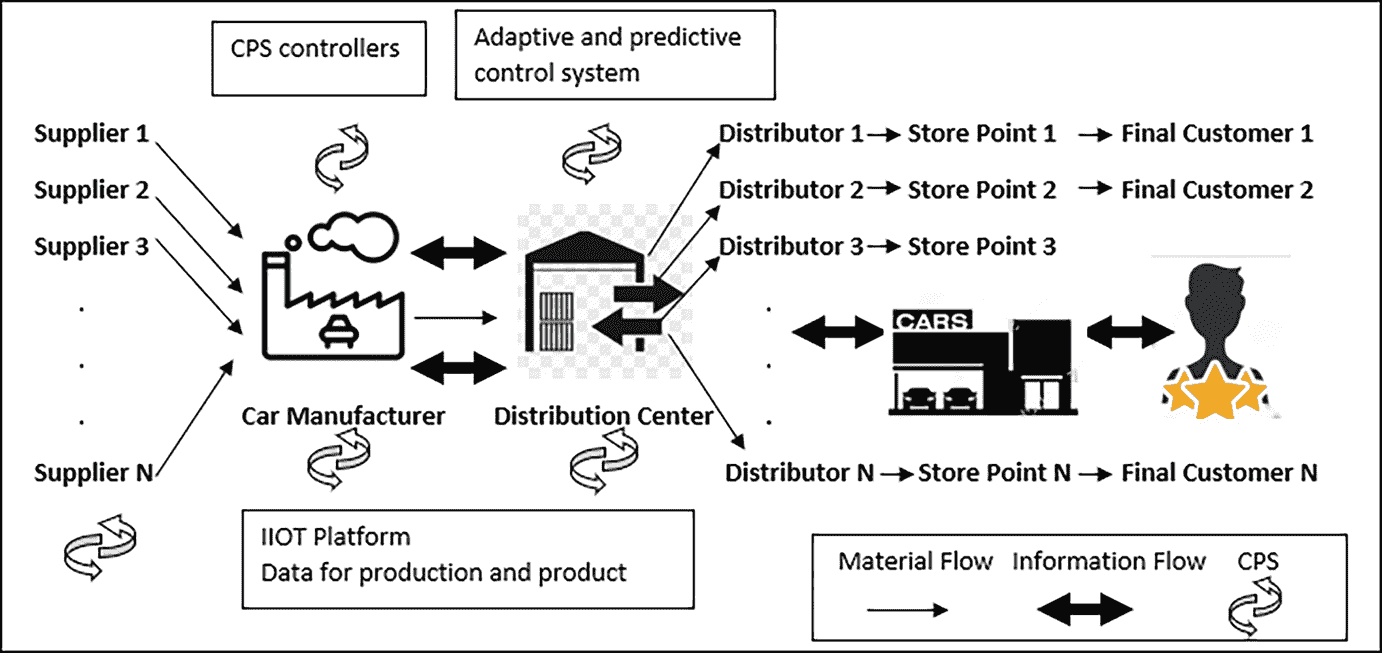 CPS controllers
Adaptive and predictive
control system
Supplier 1
Distributor 1
Store Point 1
Final Customer 1
Supplier 2
Distributor 2
Store Point 2
Final Customer 2
Supplier 3
Distributor 3
Store Point 3
CARS
Car Manufacturer
Distribution Center
Supplier N
Distributor N
Store Point N
Final Customer N
IIOT Platform
Data for production and product
Material Flow
Information Flow
CPS